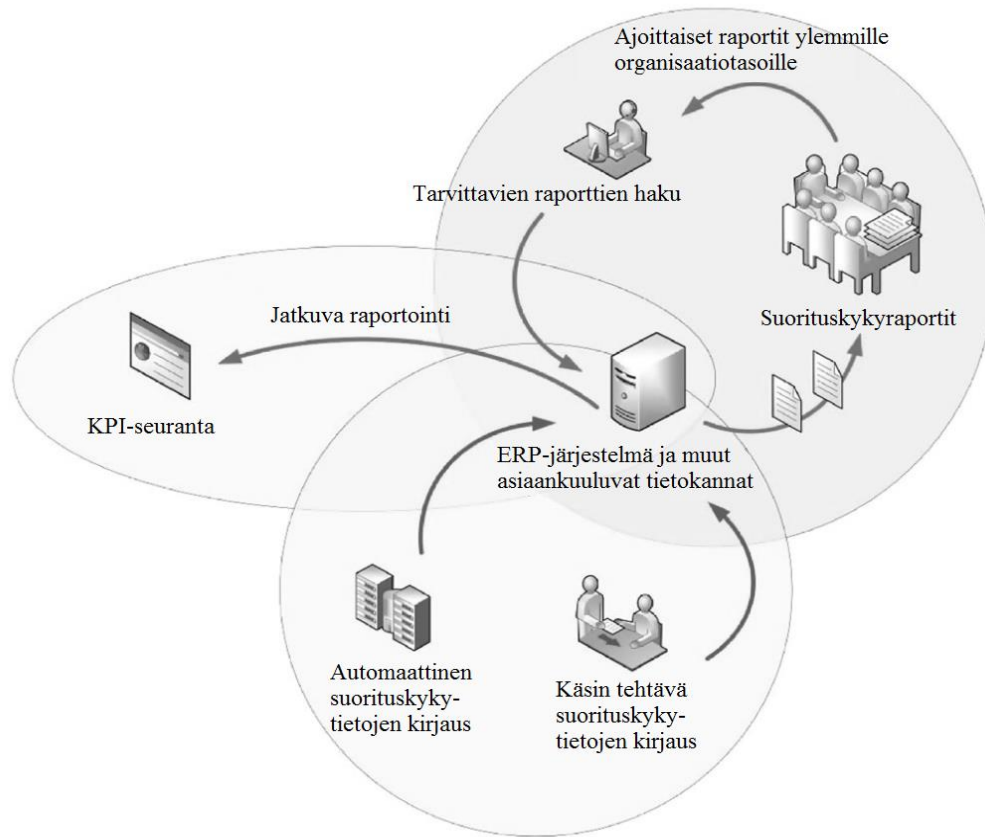 Ajoittaiset raportit ylemmille
organisaatiotasoille
Tarvittavien raporttien haku
Jatkuva raportointi
Suorituskykyraportit
KPI-seuranta
ERP-järjestelmä ja muut
asiaankuuluvat tietokannat
Automaattinen
suorituskyky-
tietojen kirjaus
Käsin tehtävä
suorituskyky-
tietojen kirjaus